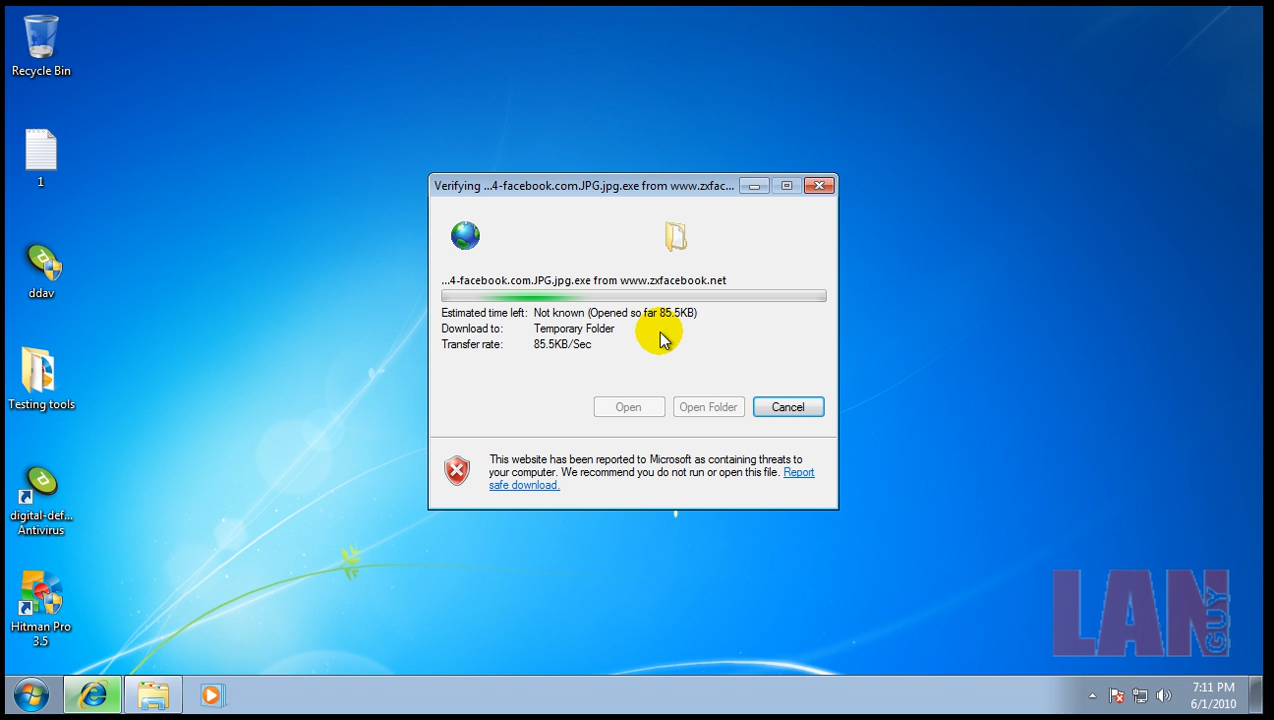 Recycle Bin
1
ddav
Testing tools
digital-def...
Antivirus
Hitman Pro
3.5
Verifying ...4-facebook.com.JPG.jpg.exe from www.zxfac...
...4-facebook.com.JPG.jpg.exe from www.zxfacebook.net
Estimated time left: Not known (Opened so far 85.5KB)
Download to: Temporary Folder
Transfer rate: 85.5KB/Sec
Open Open Folder Cancel
This website has been reported to Microsoft as containing threats to
your computer. We recommend you do not run or open this file. Report
safe download.
LAN GUY
7:11 PM
6/1/2010